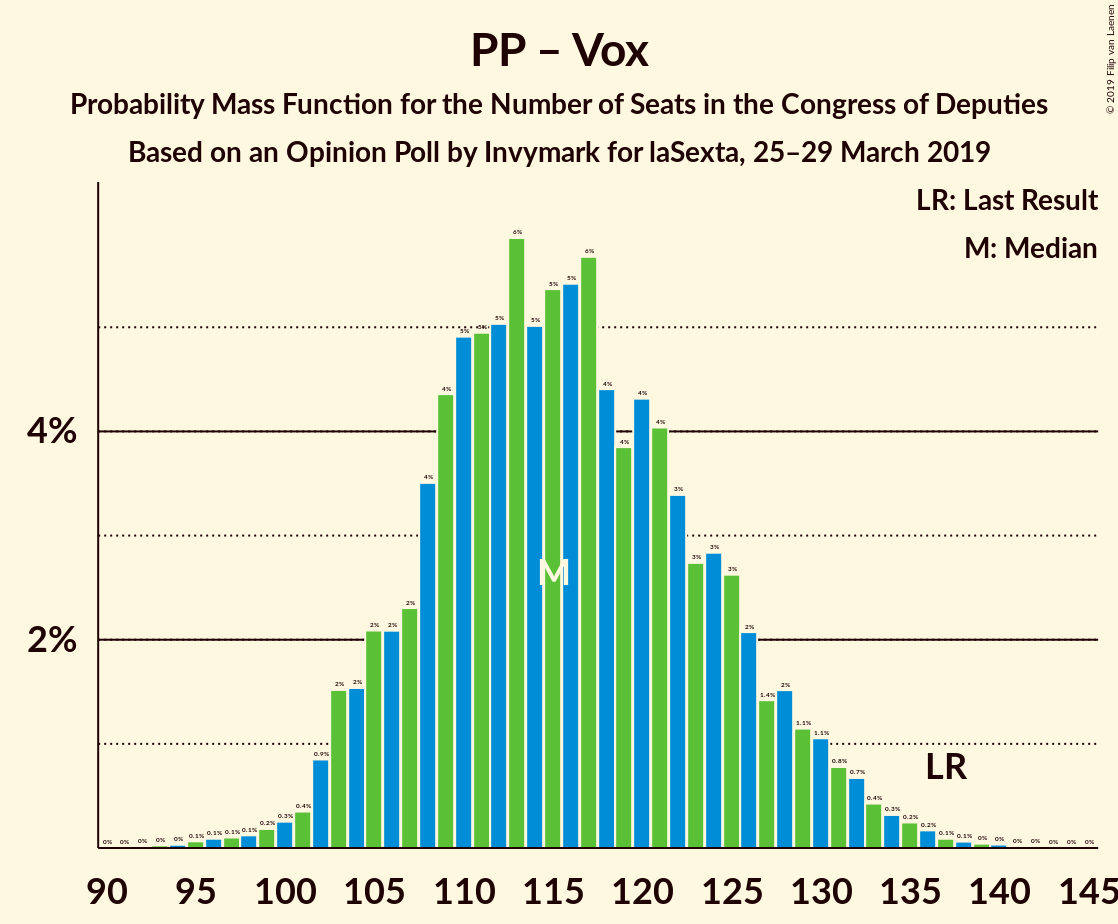 PP – Vox
Probability Mass Function for the Number of Seats in the Congress of Deputies
Based on an Opinion Poll by Invymark for laSexta, 25–29 March 2019
© 2019 Filip van Laenen
LR: Last Result
M: Median
4%
2%
0% 0% 0% 0% 0% 0.1% 0.1% 0.1% 0.1% 0.2% 0.3% 0.4% 0.9% 2% 2% 2% 2% 2% 4% 4% 5% 5% 5% 6% 5% 5% 5% 6% 4% 4% 4% 4% 3% 3% 3% 3% 2% 1.4% 2% 1.1% 1.1% 0.8% 0.7% 0.4% 0.3% 0.2% 0.2% 0.1% 0.1% 0% 0% 0% 0% 0% 0% 0%
M
LR
90 95 100 105 110 115 120 125 130 135 140 145